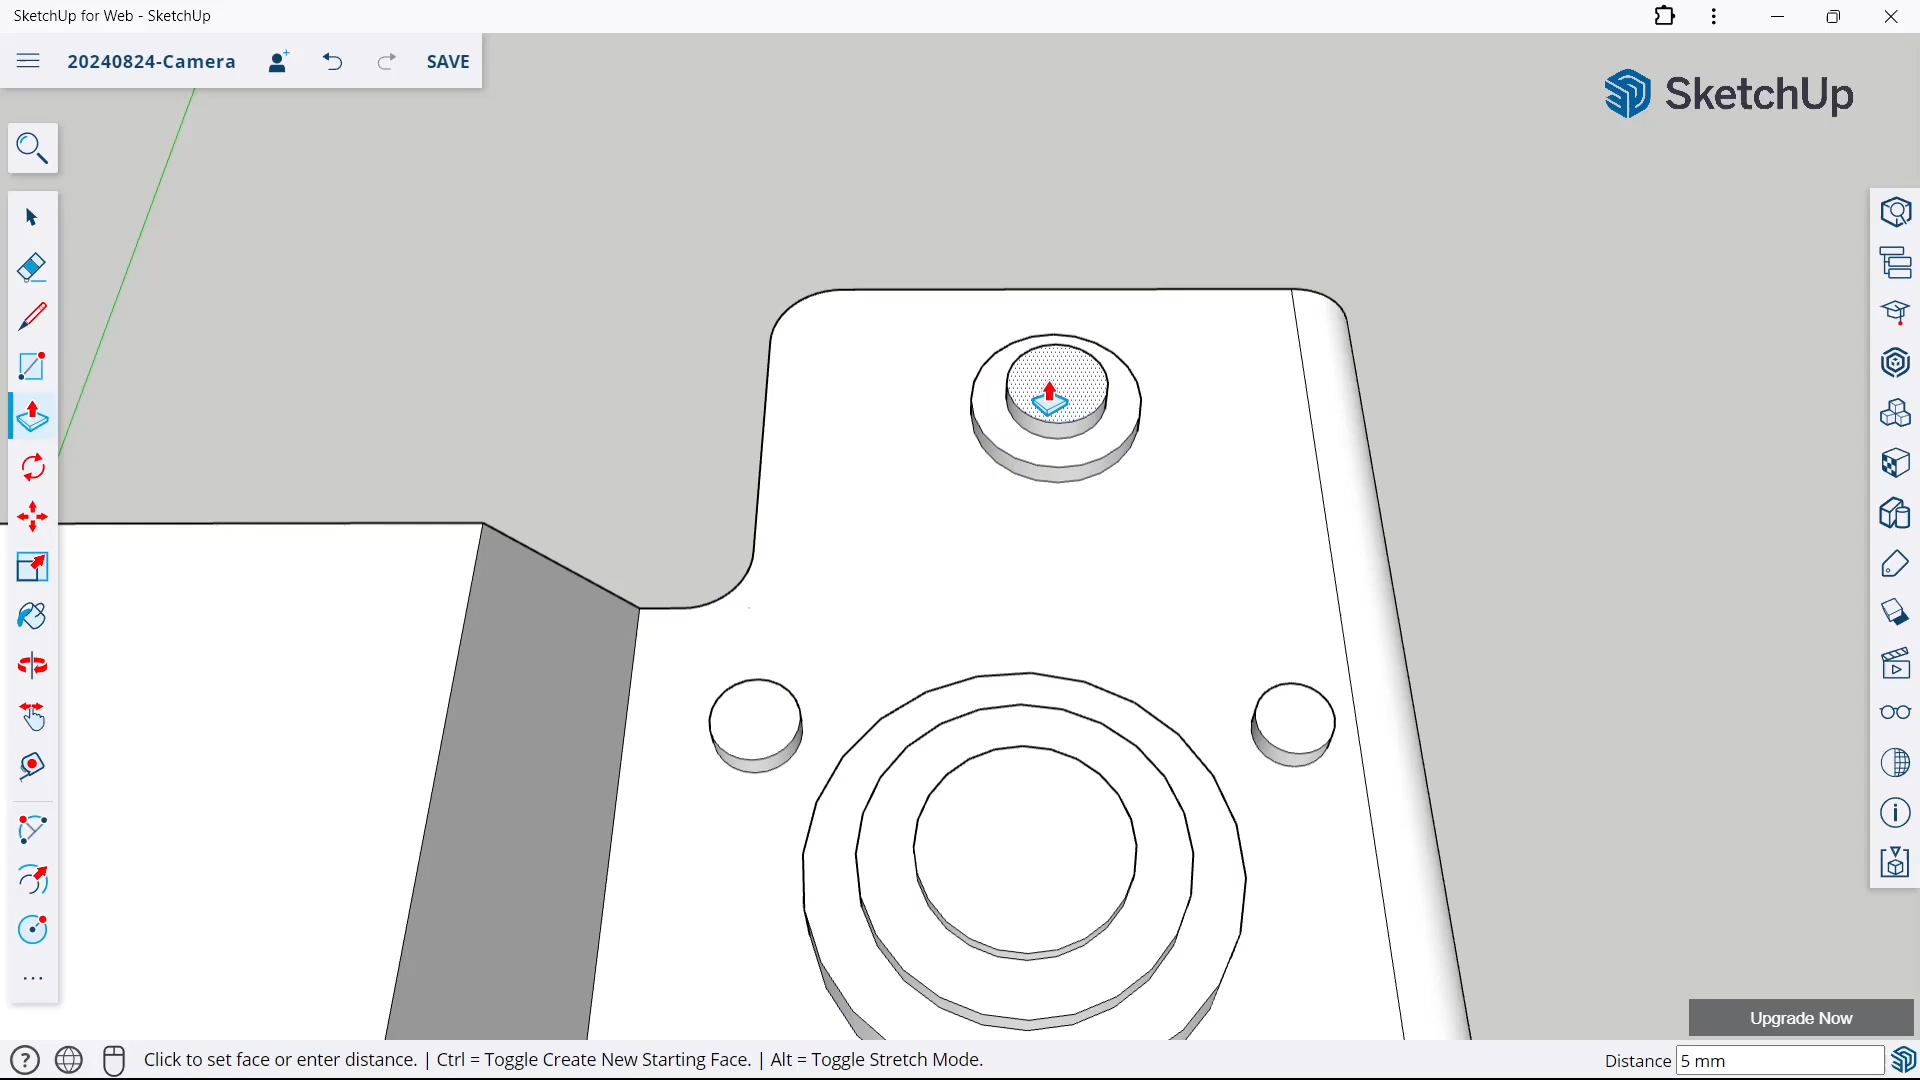 SketchUp for Web - SketchUp
20240824-Camera
SAVE
SketchUp
Upgrade Now
Click to set face or enter distance. | Ctrl = Toggle Create New Starting Face. | Alt = Toggle Stretch Mode.
Distance 5 mm